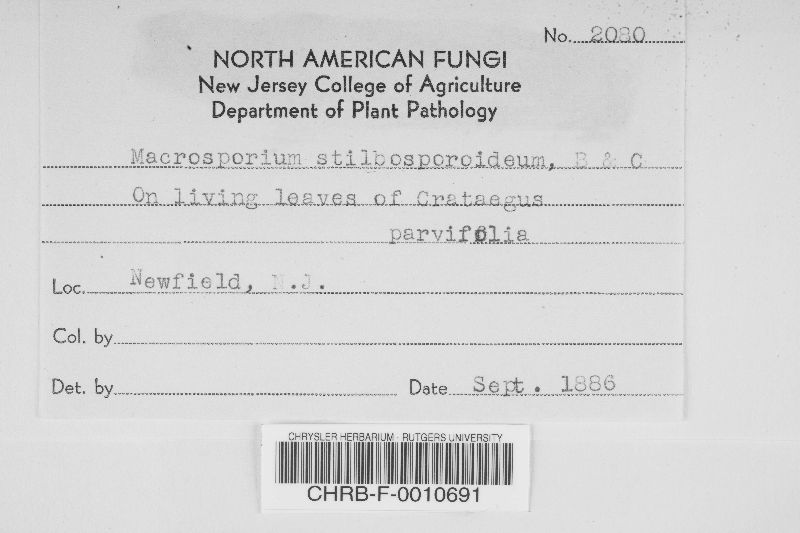 No. 2080
NORTH AMERICAN FUNGI
New Jersey College of Agriculture
Department of Plant Pathology
Macrosporium stilbosporoideum, B & C
On living leaves of Crataegus
parvifolia
Loc. Newfield, N.J.
Col. by
Det. by Date Sept. 1886
CHRYSLER HERBARIUM - RUTGERS UNIVERSITY
CHRB-F-0010691